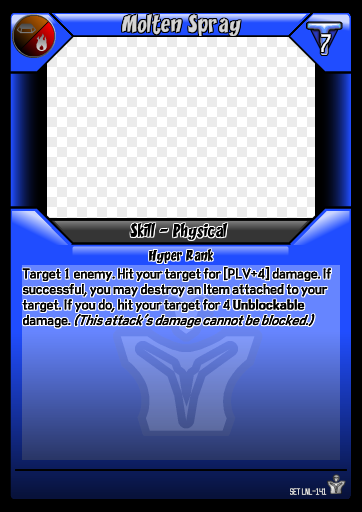 Molten Spray
7
Skill - Physical
Hyper Rank
Target 1 enemy. Hit your target for [PLV+4] damage. If
successful, you may destroy an Item attached to your
target. If you do, hit your target for 4 Unblockable
damage. (This attack's damage cannot be blocked.)
SET LNL-141